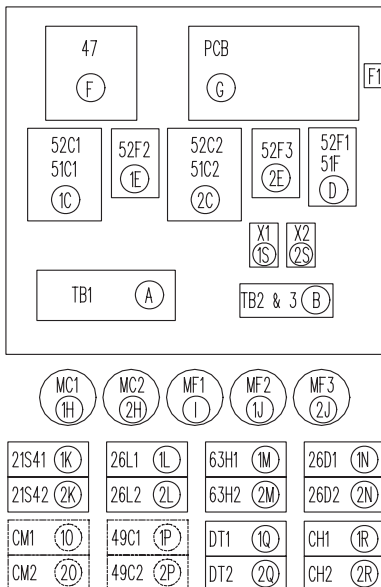 47
F
PCB
G
F1
52C1
51C1
1C
52F2
1E
52C2
51C2
2C
52F3
2E
52F1
51F
D
X1
1S
X2
2S
TB1 A
TB2 & 3 B
MC1
1H
MC2
2H
MF1
I
MF2
1J
MF3
2J
21S41 1K
21S42 2K
26L1 1L
26L2 2L
63H1 1M
63H2 2M
26D1 1N
26D2 2N
CM1 1O
CM2 2O
49C1 1P
49C2 2P
DT1 1Q
DT2 2Q
CH1 1R
CH2 2R